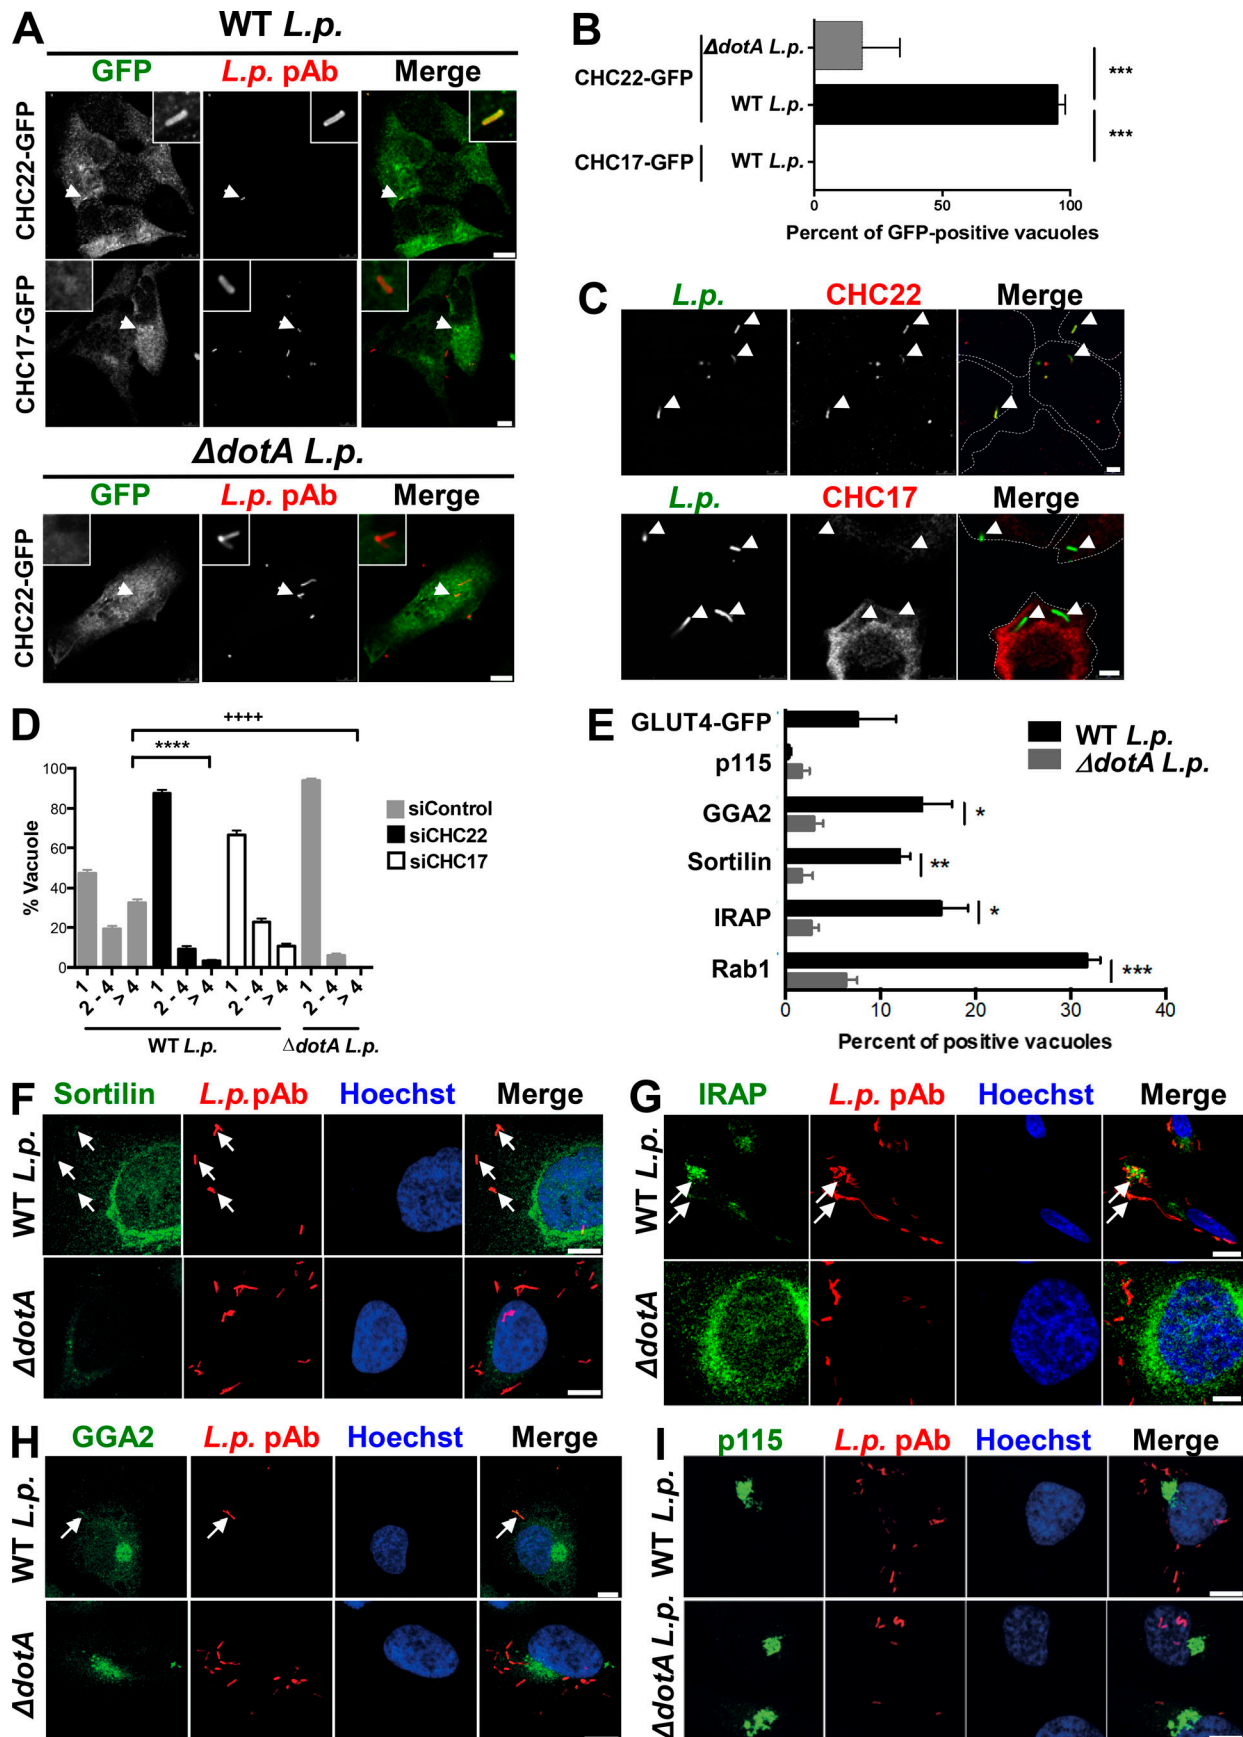 A
WT L.p.
GFP
L.p. pAb
Merge
CHC22-GFP
CHC17-GFP
ΔdotA L.p.
GFP
L.p. pAb
Merge
CHC22-GFP
B
CHC22-GFP
ΔdotA L.p.
WT L.p.
CHC17-GFP
WT L.p.
***
***
0
50
100
Percent of GFP-positive vacuoles
C
L.p.
CHC22
Merge
L.p.
CHC17
Merge
D
++++
****
% Vacuole
100
80
60
40
20
0
1
2 - 4
> 4
1
2 - 4
> 4
1
2 - 4
> 4
1
2 - 4
> 4
WT L.p.
ΔdotA L.p.
siControl
siCHC22
siCHC17
E
GLUT4-GFP
p115
GGA2
Sortilin
IRAP
Rab1
*
**
*
***
WT L.p.
ΔdotA L.p.
0
10
20
30
40
Percent of positive vacuoles
F
Sortilin
L.p. pAb
Hoechst
Merge
WT L.p.
ΔdotA
G
IRAP
L.p. pAb
Hoechst
Merge
WT L.p.
ΔdotA
H
GGA2
L.p. pAb
Hoechst
Merge
WT L.p.
ΔdotA
I
p115
L.p. pAb
Hoechst
Merge
WT L.p.
ΔdotA L.p.